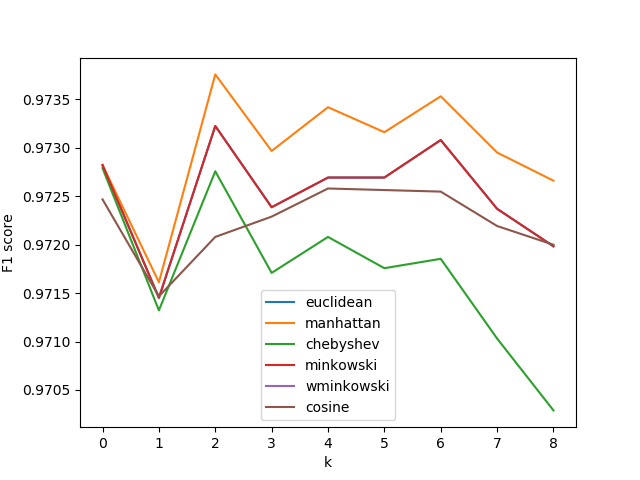 0.9735
0.9730
0.9725
0.9720
0.9715
0.9710
0.9705
F1 score
euclidean
manhattan
chebyshev
minkowski
wminkowski
cosine
0 1 2 3 4 5 6 7 8
k